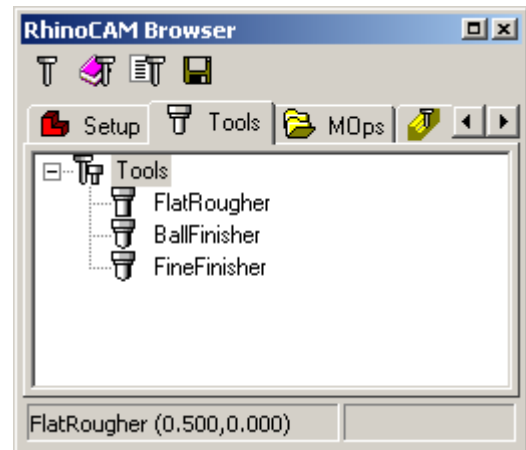 RhinoCAM Browser
Setup Tools MOps
Tools
FlatRougher
BallFinisher
FineFinisher
FlatRougher (0.500,0.000)